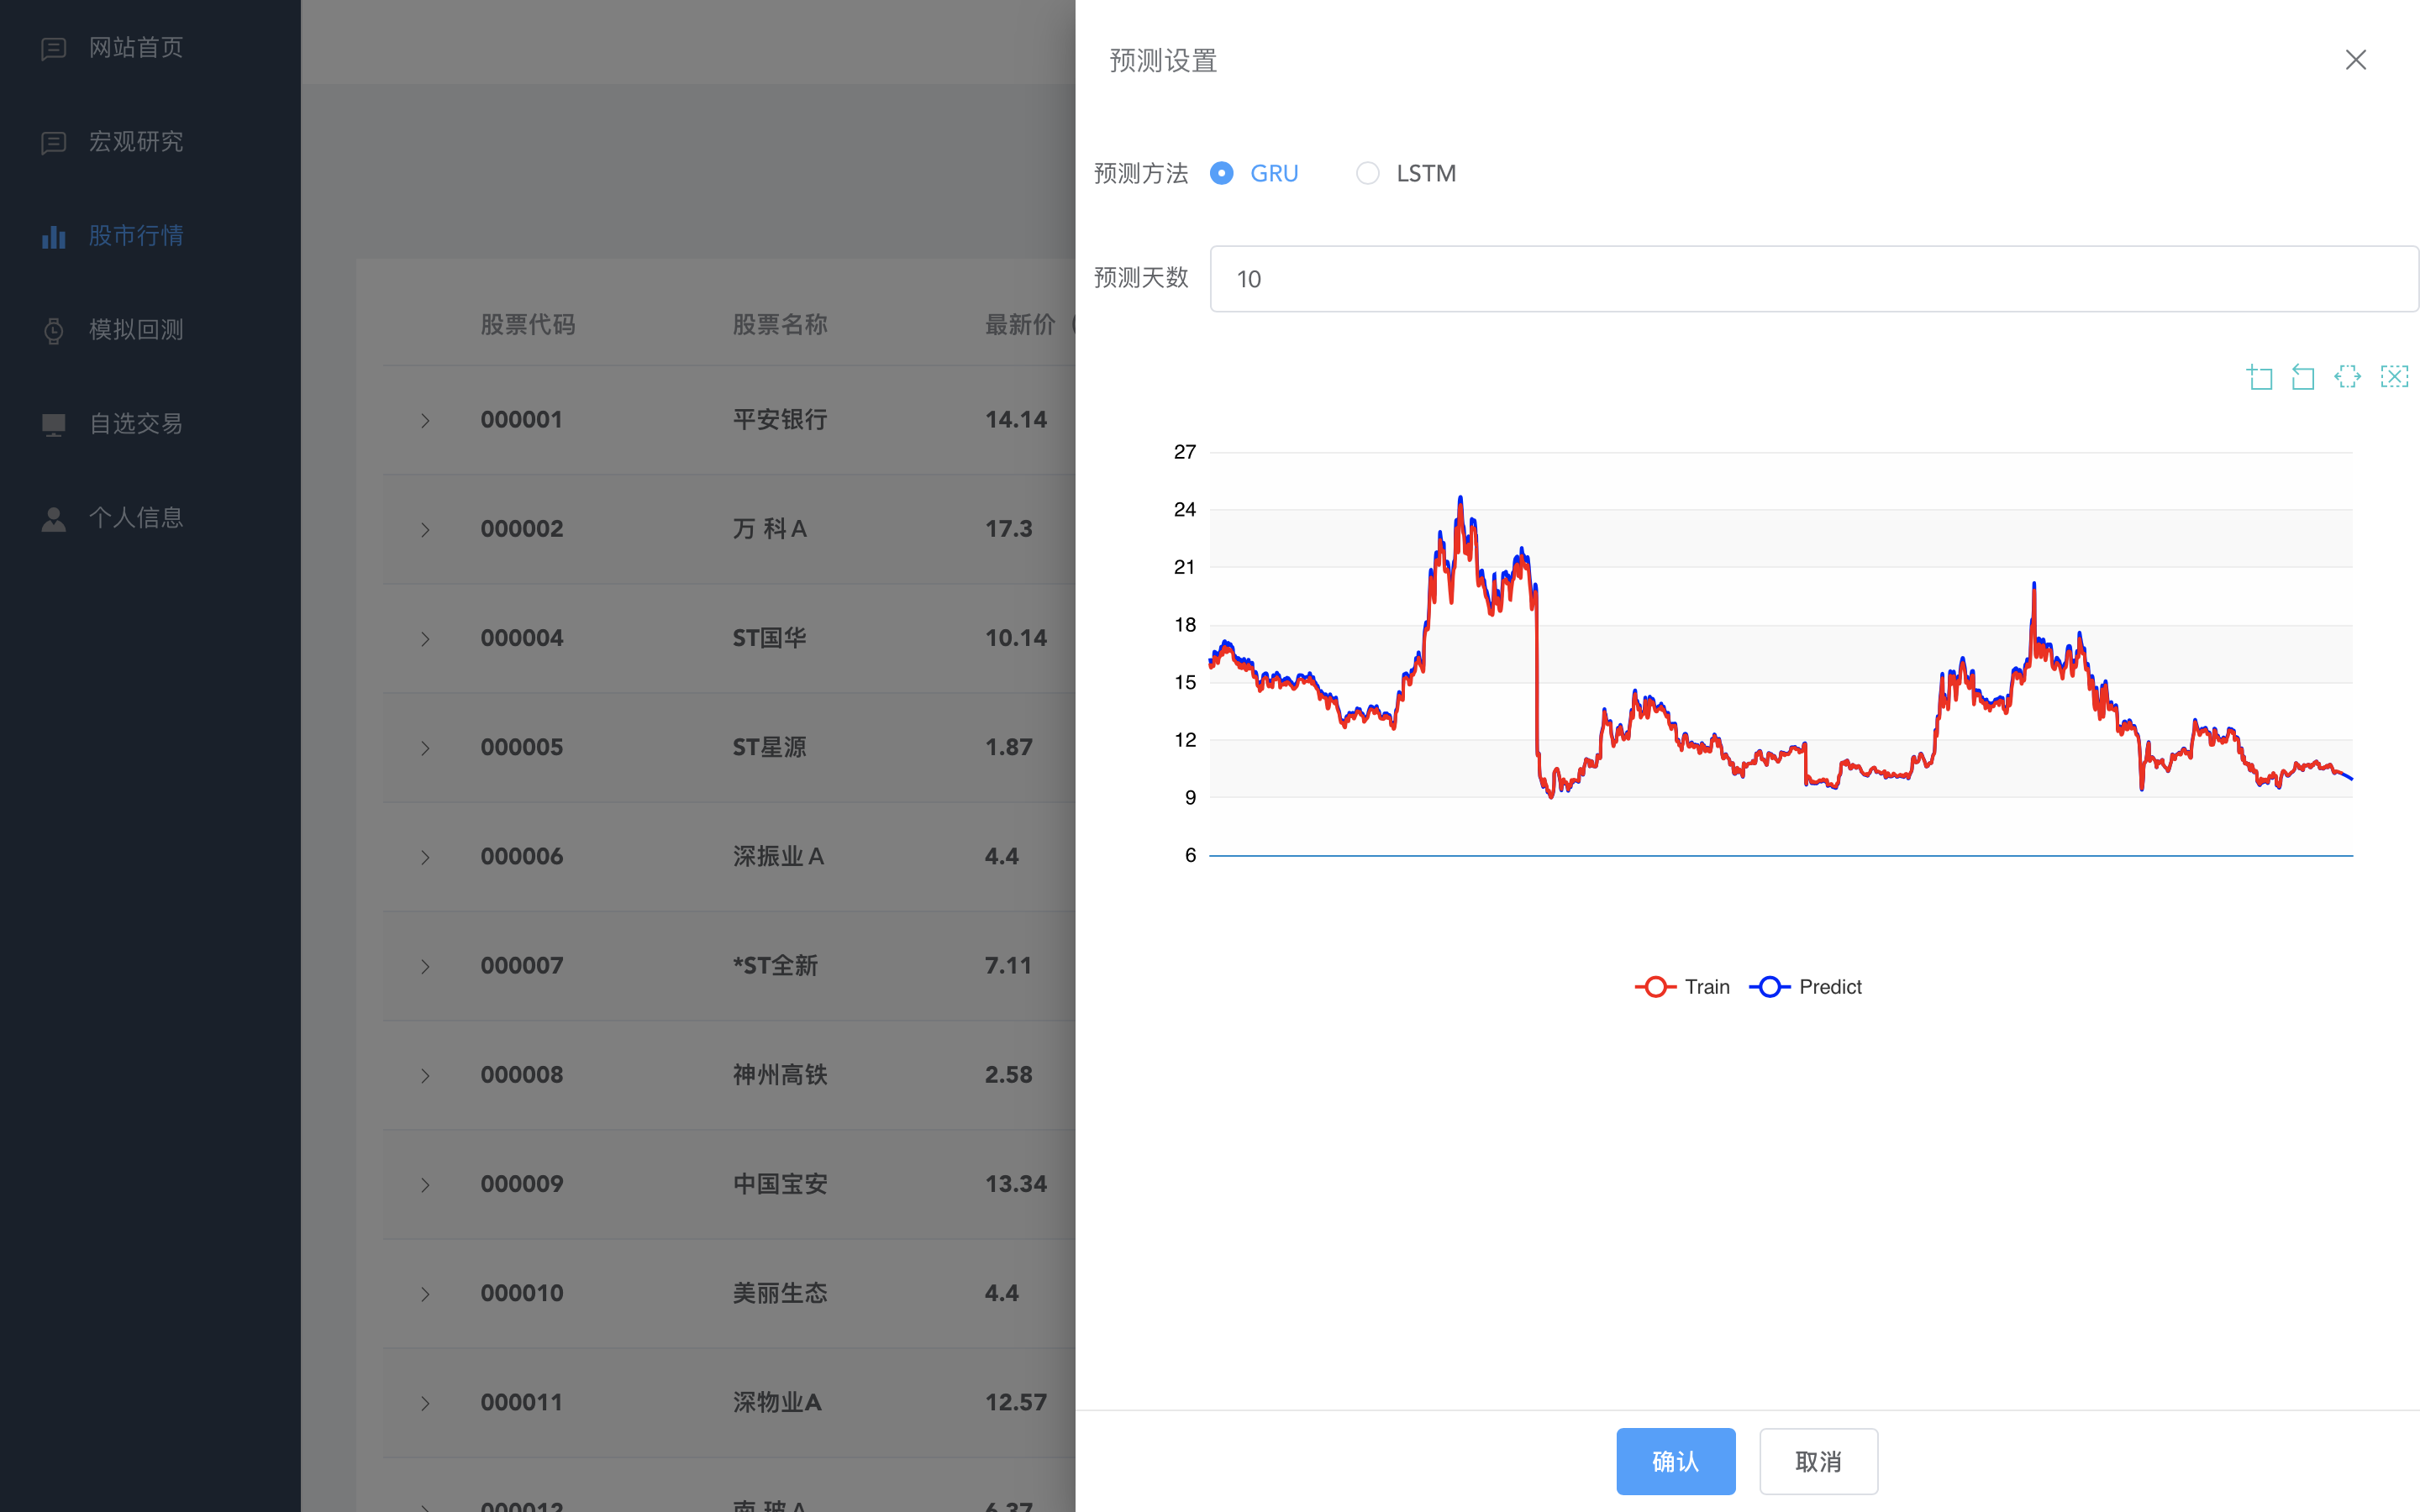 网站首页
宏观研究
股市行情
模拟回测
自选交易
个人信息
股票代码 股票名称 最新价
000001 平安银行 14.14
000002 万 科A 17.3
000004 ST国华 10.14
000005 ST星源 1.87
000006 深振业A 4.4
000007 *ST全新 7.11
000008 神州高铁 2.58
000009 中国宝安 13.34
000010 美丽生态 4.4
000011 深物业A 12.57
000012 南 玻A 6.37
预测设置
预测方法 GRU LSTM
预测天数 10
27
24
21
18
15
12
9
6
Train Predict
确认 取消